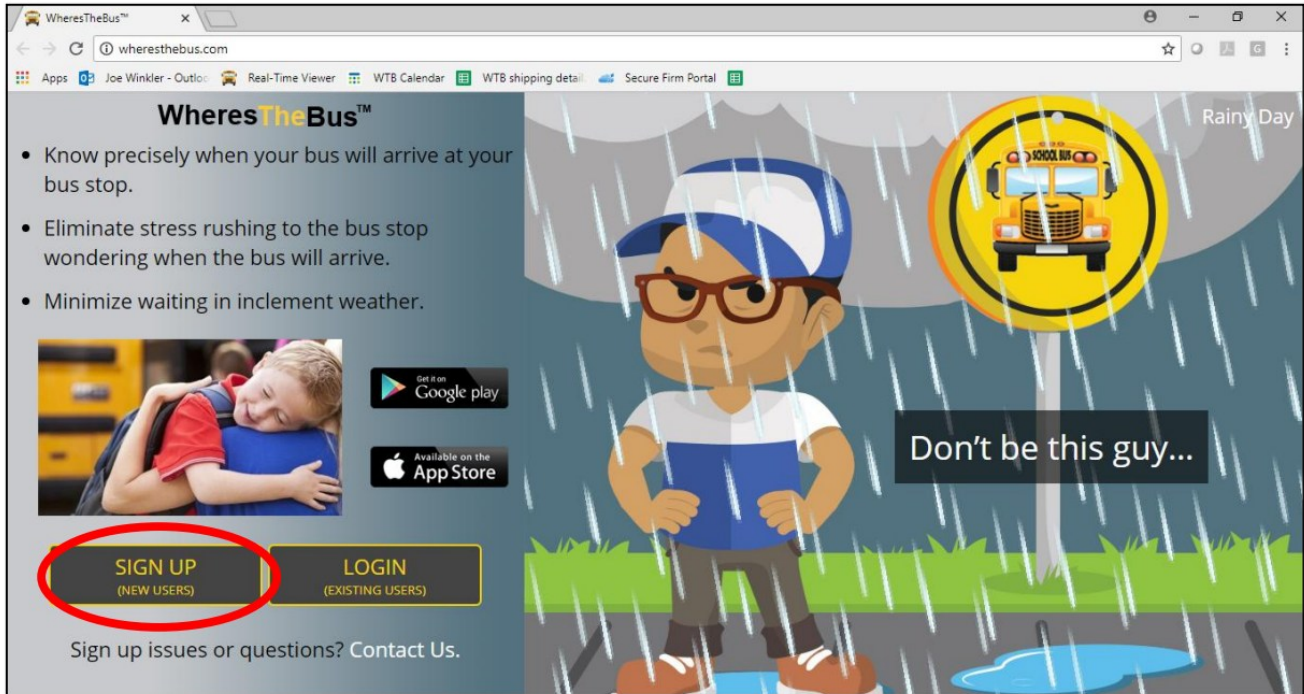 WheresTheBus™
wheresthebus.com
Apps Joe Winkler - Outloo Real-Time Viewer WTB Calendar WTB shipping detail Secure Firm Portal
WheresTheBus™
• Know precisely when your bus will arrive at your
bus stop.
• Eliminate stress rushing to the bus stop
wondering when the bus will arrive.
• Minimize waiting in inclement weather.
Get it on
Google play
Available on the
App Store
SIGN UP
(NEW USERS)
LOGIN
(EXISTING USERS)
Sign up issues or questions? Contact Us.
Rainy Day
SCHOOL BUS
Don't be this guy...